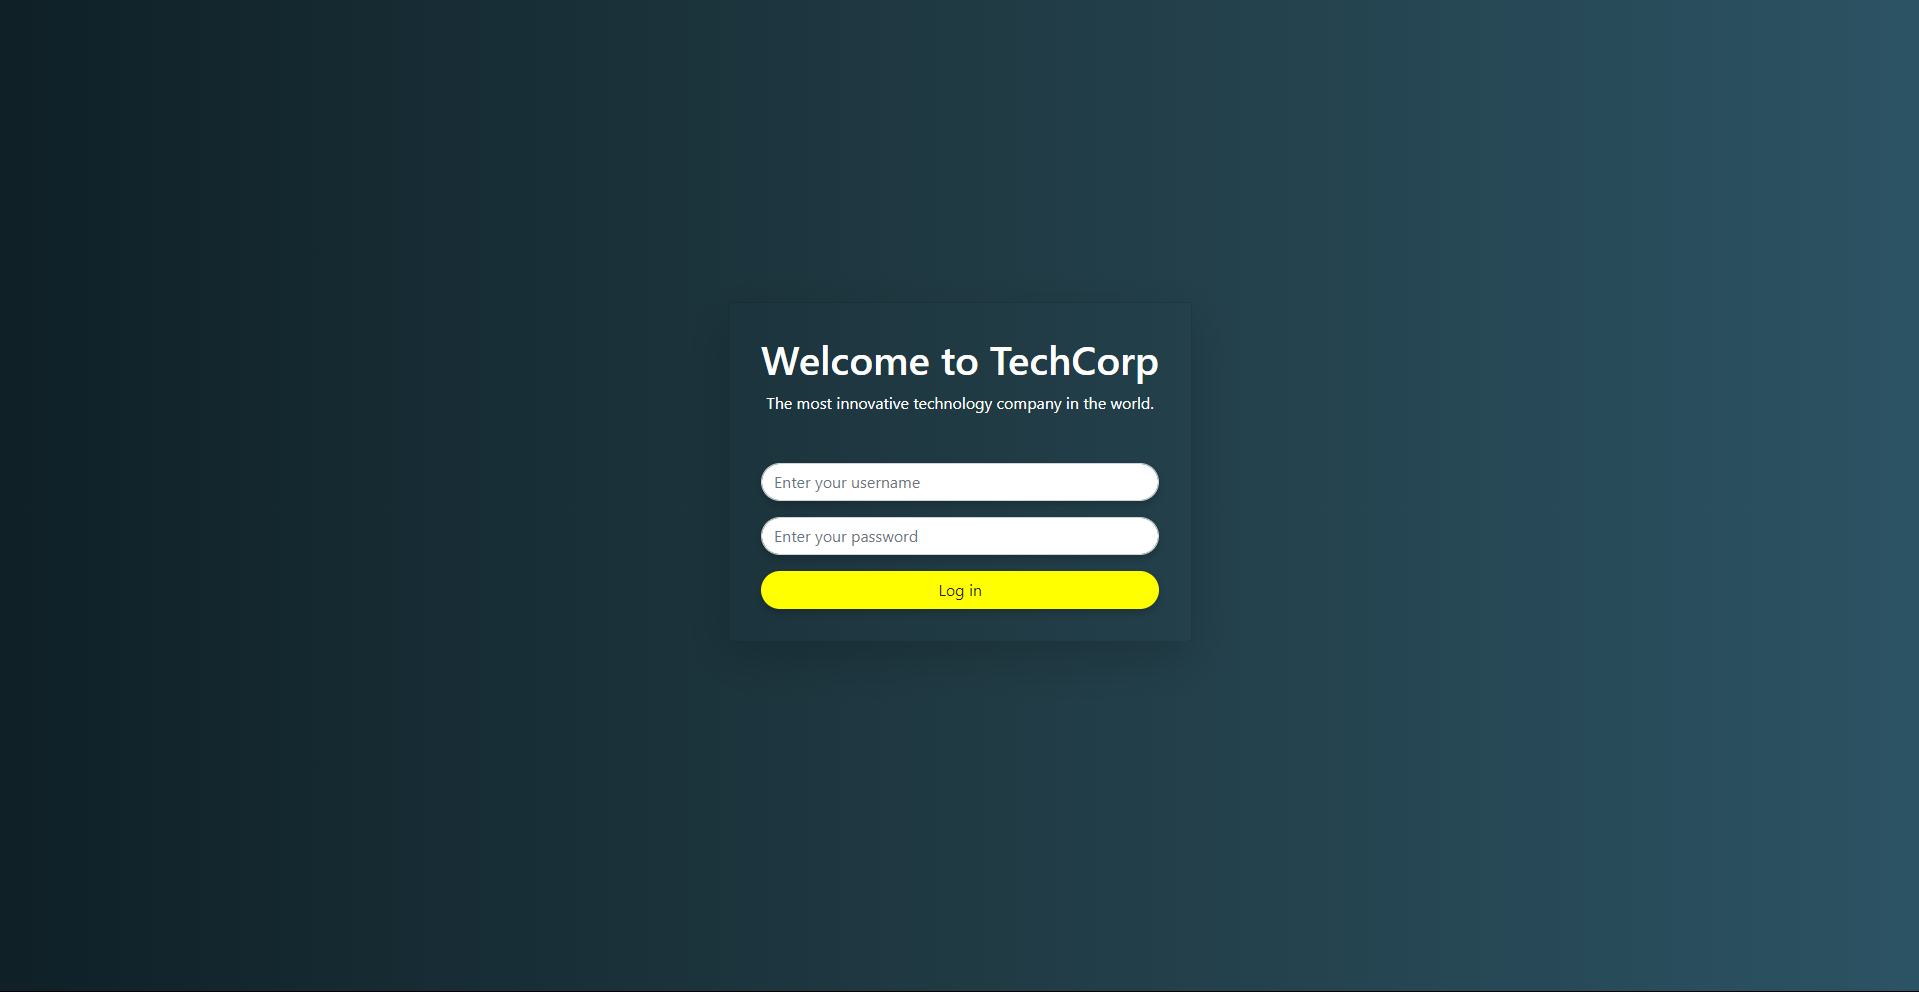 Welcome to TechCorp
The most innovative technology company in the world.
Enter your username
Enter your password
Log in